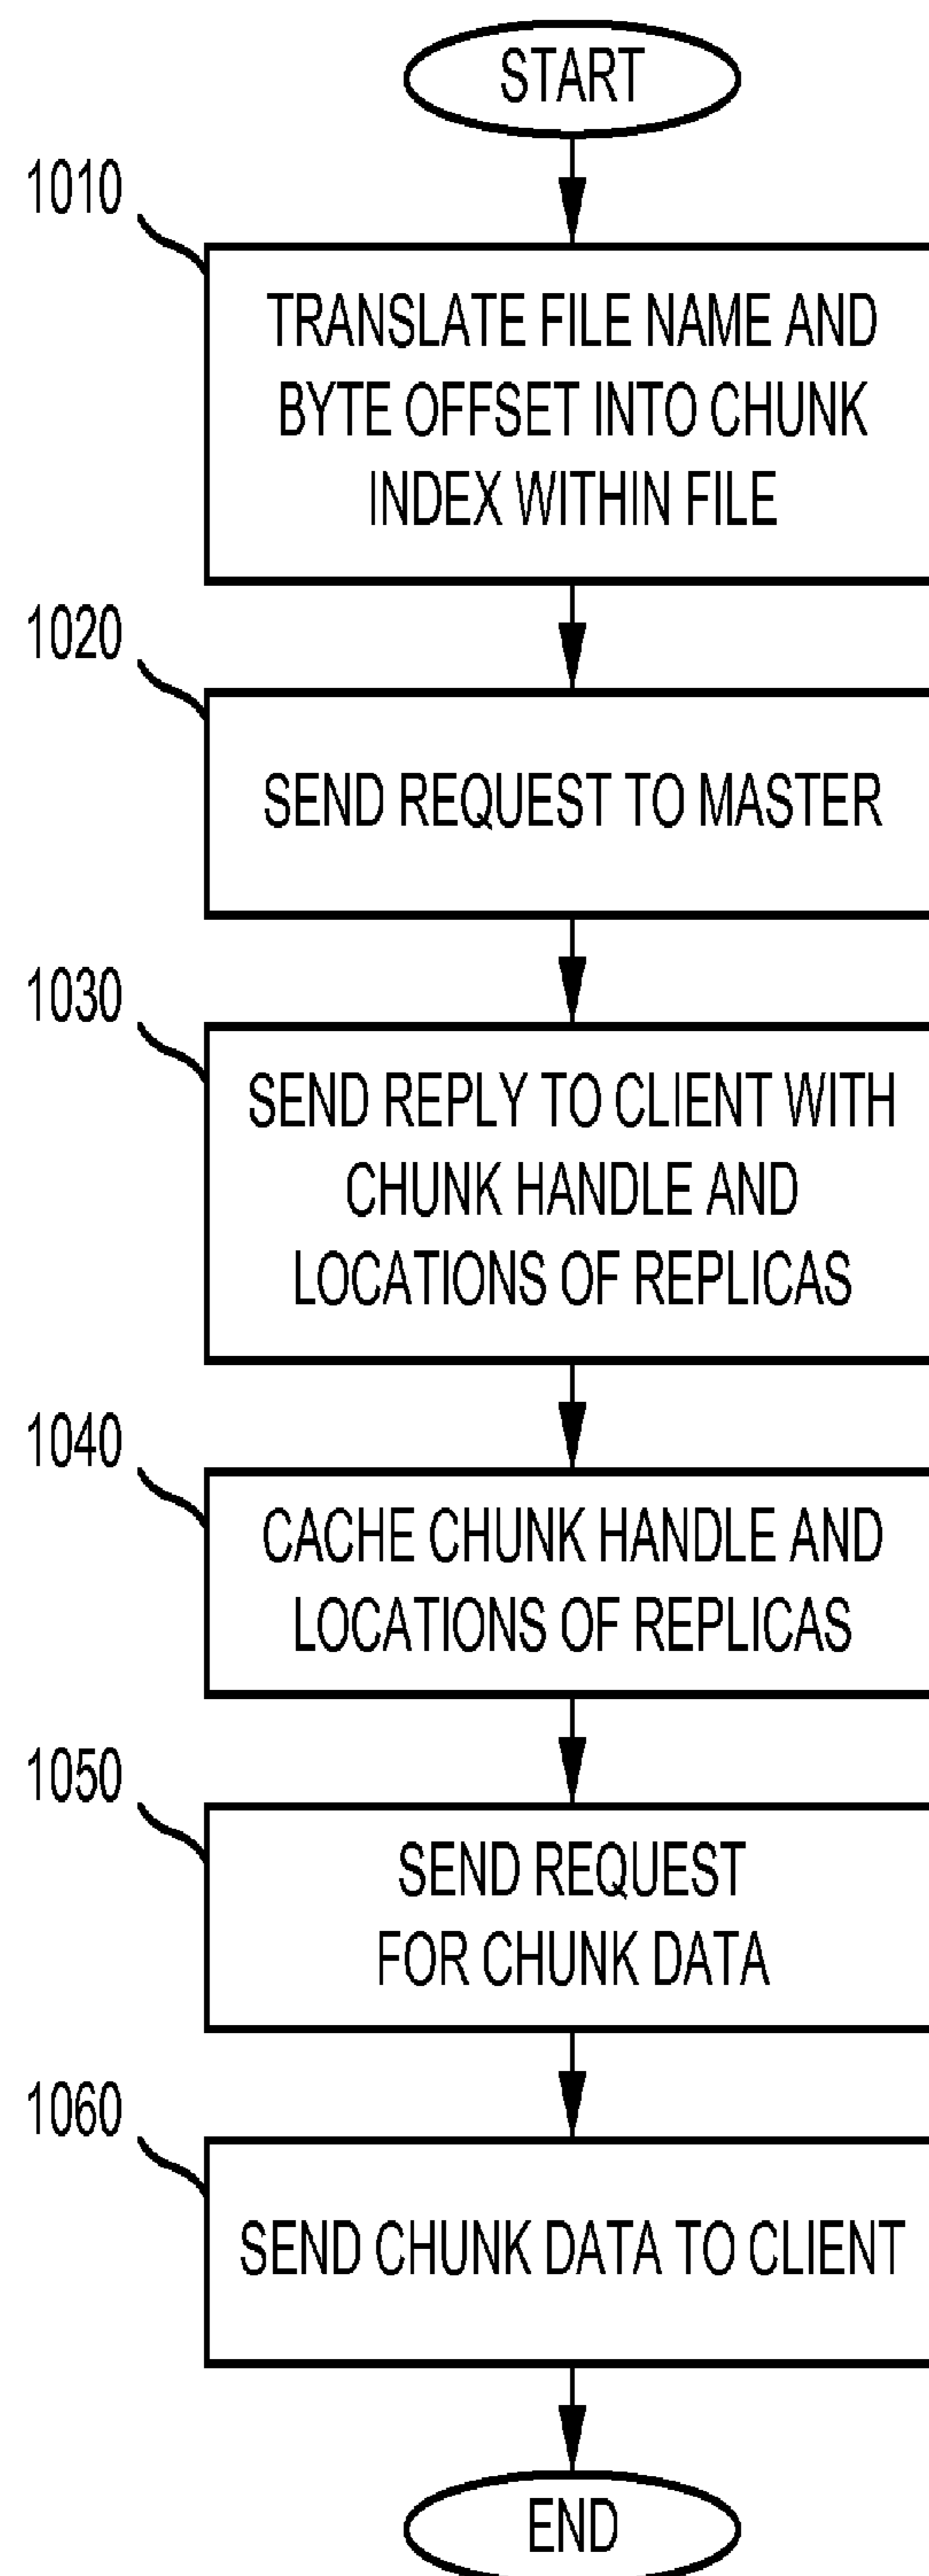 START
1010
TRANSLATE FILE NAME AND
BYTE OFFSET INTO CHUNK
INDEX WITHIN FILE
1020
SEND REQUEST TO MASTER
1030
SEND REPLY TO CLIENT WITH
CHUNK HANDLE AND
LOCATIONS OF REPLICAS
1040
CACHE CHUNK HANDLE AND
LOCATIONS OF REPLICAS
1050
SEND REQUEST
FOR CHUNK DATA
1060
SEND CHUNK DATA TO CLIENT
END